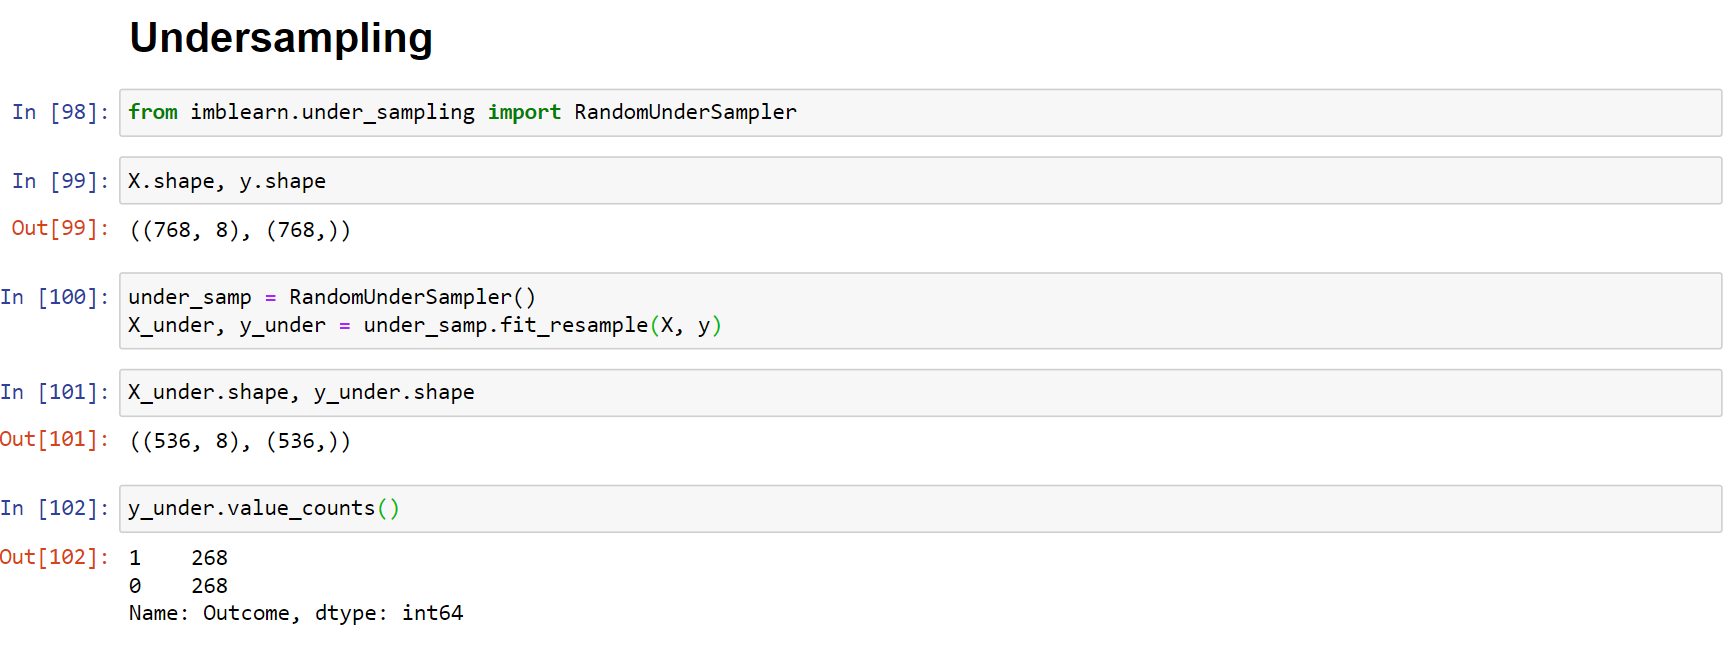 Undersampling
In [98]: from imblearn.under_sampling import RandomUnderSampler
In [99]: X.shape, y.shape
Out[99]: ((768, 8), (768,))
In [100]: under_samp = RandomUnderSampler()
X_under, y_under = under_samp.fit_resample(X, y)
In [101]: X_under.shape, y_under.shape
Out[101]: ((536, 8), (536,))
In [102]: y_under.value_counts()
Out[102]: 1    268
0    268
Name: Outcome, dtype: int64